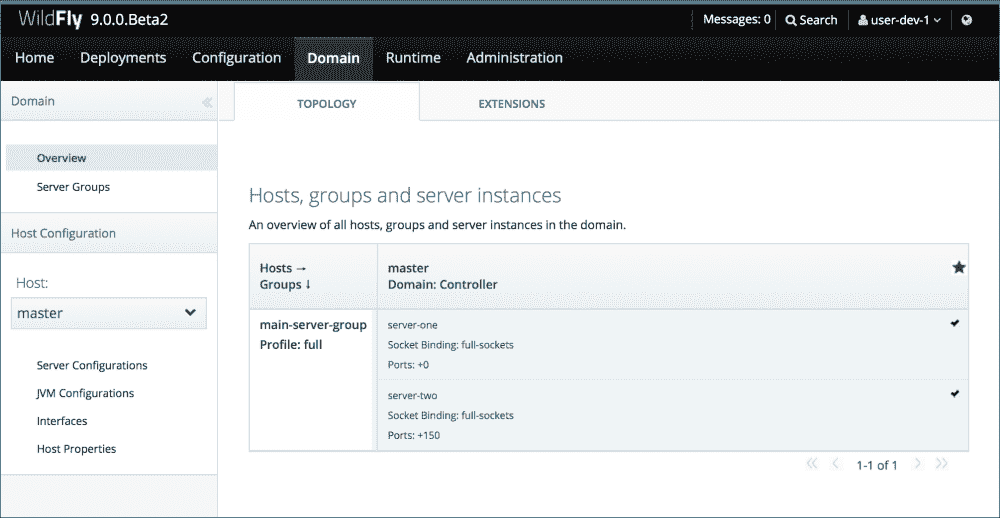 WildFly 9.0.0.Beta2
Messages: 0 Search user-dev-1
Home Deployments Configuration Domain Runtime Administration
Domain
TOPOLOGY EXTENSIONS
Overview
Server Groups
Host Configuration
Host:
master
Server Configurations
JVM Configurations
Interfaces
Host Properties
Hosts, groups and server instances
An overview of all hosts, groups and server instances in the domain.
Hosts →
Groups ↓
master
Domain: Controller
main-server-group
Profile: full
server-one
Socket Binding: full-sockets
Ports: +0
server-two
Socket Binding: full-sockets
Ports: +150
1-1 of 1